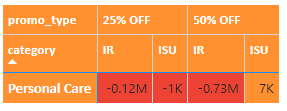 promo_type 25% OFF 50% OFF
category IR ISU IR ISU
Personal Care -0.12M -1K -0.73M 7K